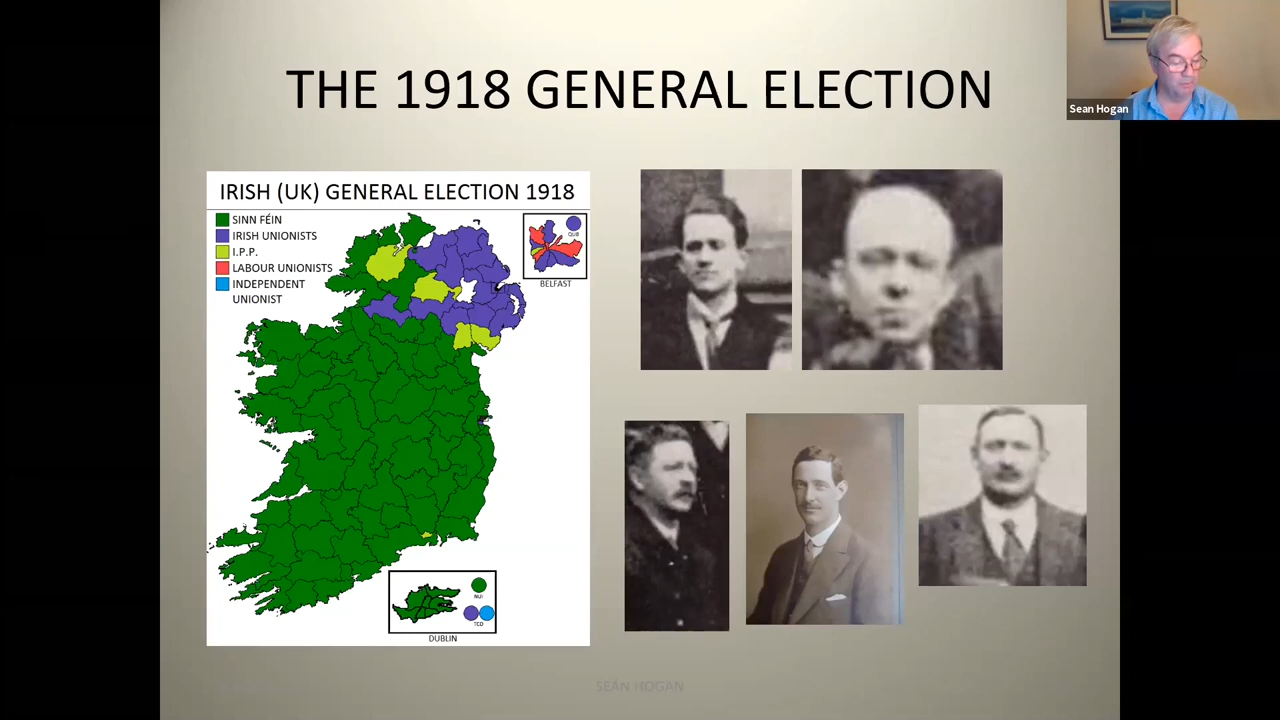 THE 1918 GENERAL ELECTION
Sean Hogan
IRISH (UK) GENERAL ELECTION 1918
SINN FÉIN
IRISH UNIONISTS
I.P.P.
LABOUR UNIONISTS
INDEPENDENT
UNIONIST
QUB
BELFAST
NUI
TCD
DUBLIN
SEÁN HOGAN